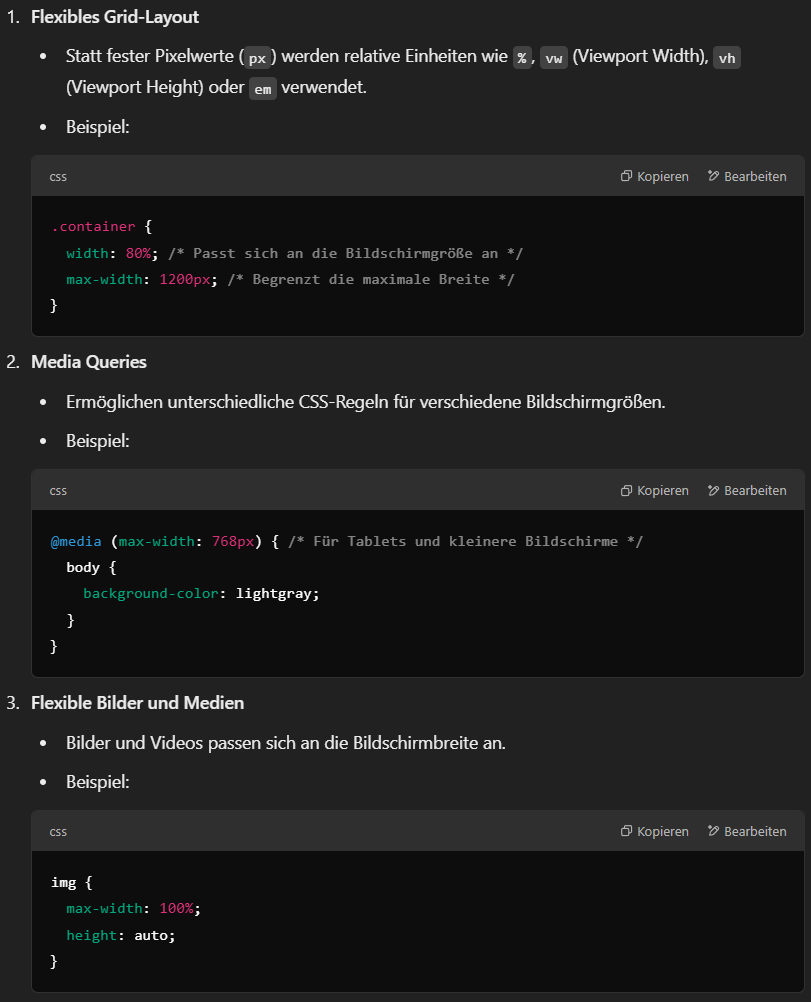 1. Flexibles Grid-Layout
• Statt fester Pixelwerte (px) werden relative Einheiten wie %, vw (Viewport Width), vh
(Viewport Height) oder em verwendet.
• Beispiel:
css Kopieren Bearbeiten
.container {
  width: 80%; /* Passt sich an die Bildschirmgröße an */
  max-width: 1200px; /* Begrenzt die maximale Breite */
}
2. Media Queries
• Ermöglichen unterschiedliche CSS-Regeln für verschiedene Bildschirmgrößen.
• Beispiel:
css Kopieren Bearbeiten
@media (max-width: 768px) { /* Für Tablets und kleinere Bildschirme */
  body {
    background-color: lightgray;
  }
}
3. Flexible Bilder und Medien
• Bilder und Videos passen sich an die Bildschirmbreite an.
• Beispiel:
css Kopieren Bearbeiten
img {
  max-width: 100%;
  height: auto;
}